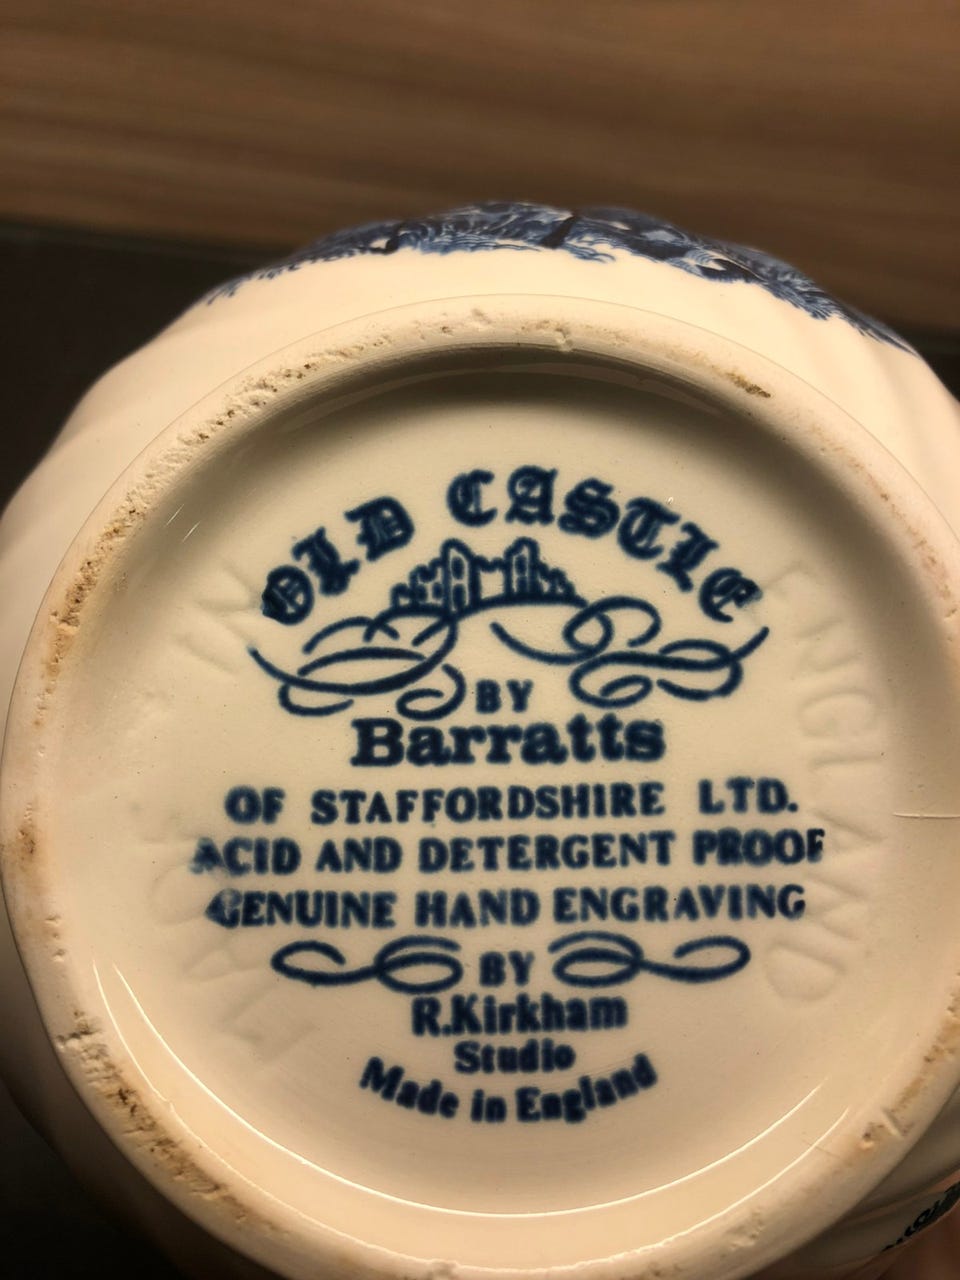 OLD CASTLE
BY
Barratts
OF STAFFORDSHIRE LTD.
ACID AND DETERGENT PROOF
GENUINE HAND ENGRAVING
BY
R.Kirkham
Studio
Made in England
ENGLAND